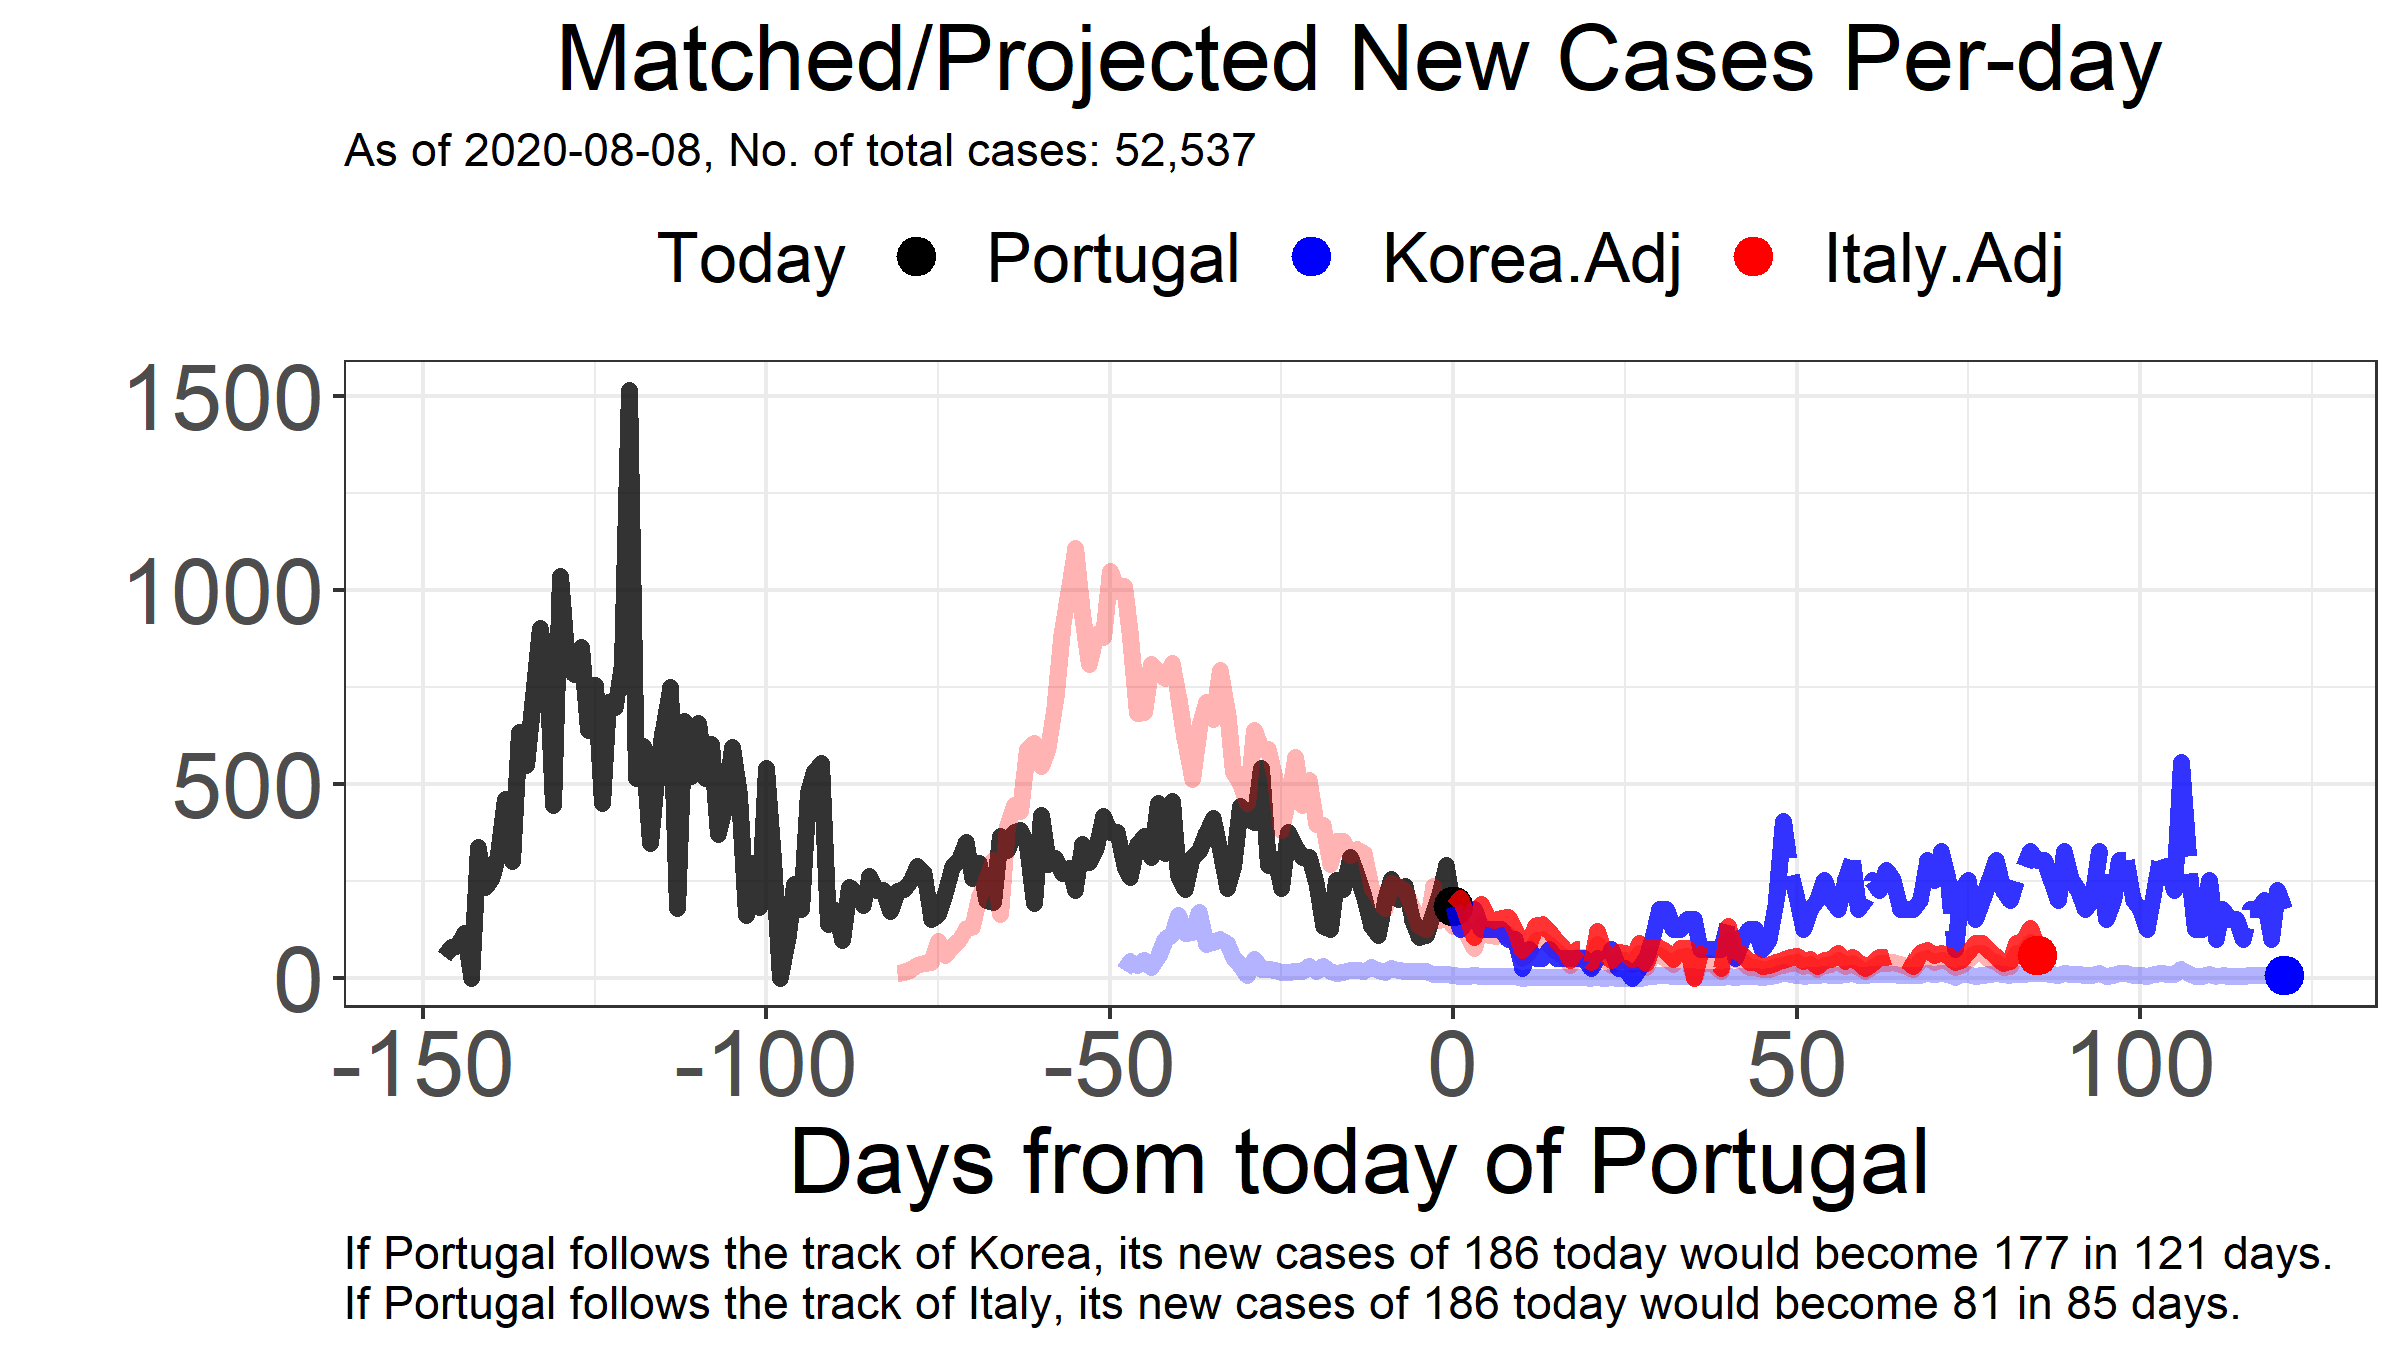 Matched/Projected New Cases Per-day
As of 2020-08-08, No. of total cases: 52,537
Today Portugal Korea.Adj Italy.Adj
1500
1000
500
0
-150 -100 -50 0 50 100
Days from today of Portugal
If Portugal follows the track of Korea, its new cases of 186 today would become 177 in 121 days.
If Portugal follows the track of Italy, its new cases of 186 today would become 81 in 85 days.